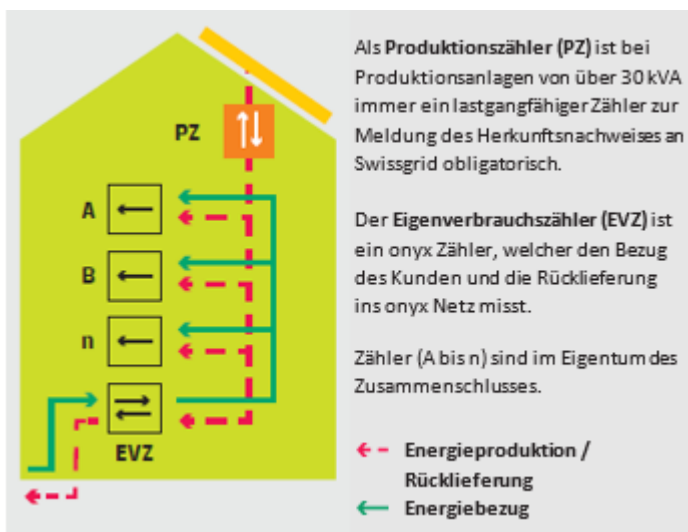 PZ
A
B
n
EVZ
Als Produktionszähler (PZ) ist bei
Produktionsanlagen von über 30 kVA
immer ein lastgangfähiger Zähler zur
Meldung des Herkunftsnachweises an
Swissgrid obligatorisch.
Der Eigenverbrauchszähler (EVZ) ist
ein onyx Zähler, welcher den Bezug
des Kunden und die Rücklieferung
ins onyx Netz misst.
Zähler (A bis n) sind im Eigentum des
Zusammenschlusses.
Energieproduktion /
Rücklieferung
Energiebezug